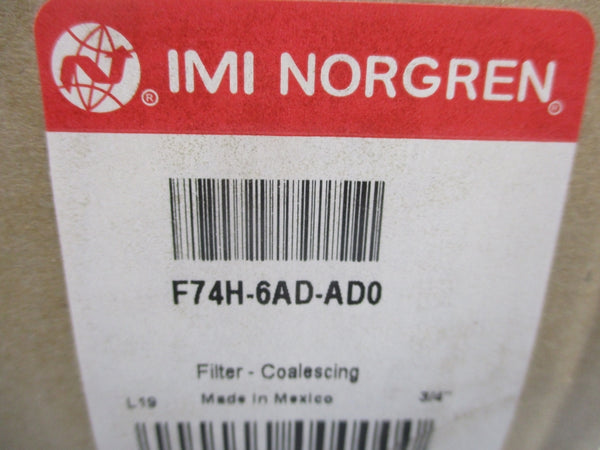 IMI NORGREN®
F74H-6AD-AD0
Filter - Coalescing
L19 Made in Mexico 3/4"